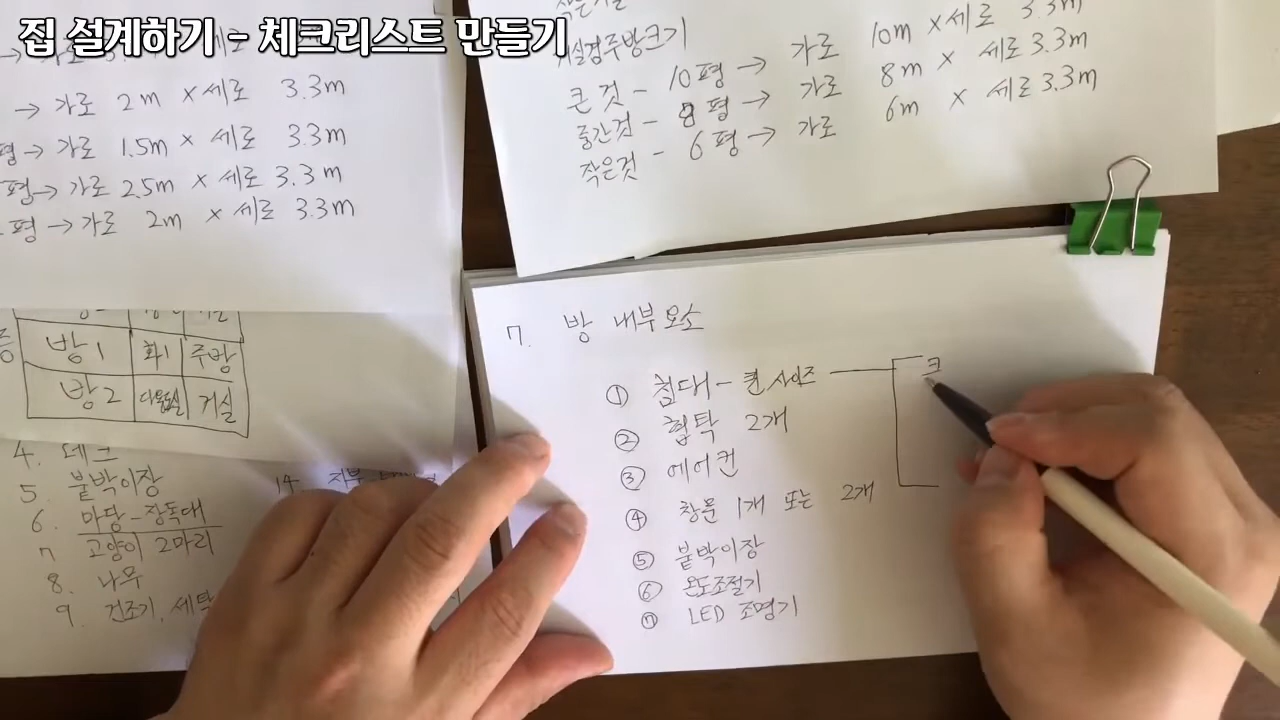 집 설계하기 - 체크리스트 만들기
→ 가로 2m × 세로 3.3m
평 → 가로 1.5m × 세로 3.3m
평 → 가로 2.5m × 세로 3.3m
평 → 가로 2m × 세로 3.3m
거실겸주방크기
큰 것 - 10평 → 가로 10m × 세로 3.3m
중간것 - 8평 → 가로 8m × 세로 3.3m
작은것 - 6평 → 가로 6m × 세로 3.3m
방1 화1 주방
방2 다용도실 거실
4. 데크
5. 붙박이장
6. 마당 - 장독대
7 고양이 2마리
8. 나무
9. 건조기, 세탁
14.
7. 방 내부요소
① 침대 - 퀸 사이즈 크
② 협탁 2개
③ 에어컨
④ 창문 1개 또는 2개
⑤ 붙박이장
⑥ 온도조절기
⑦ LED 조명기